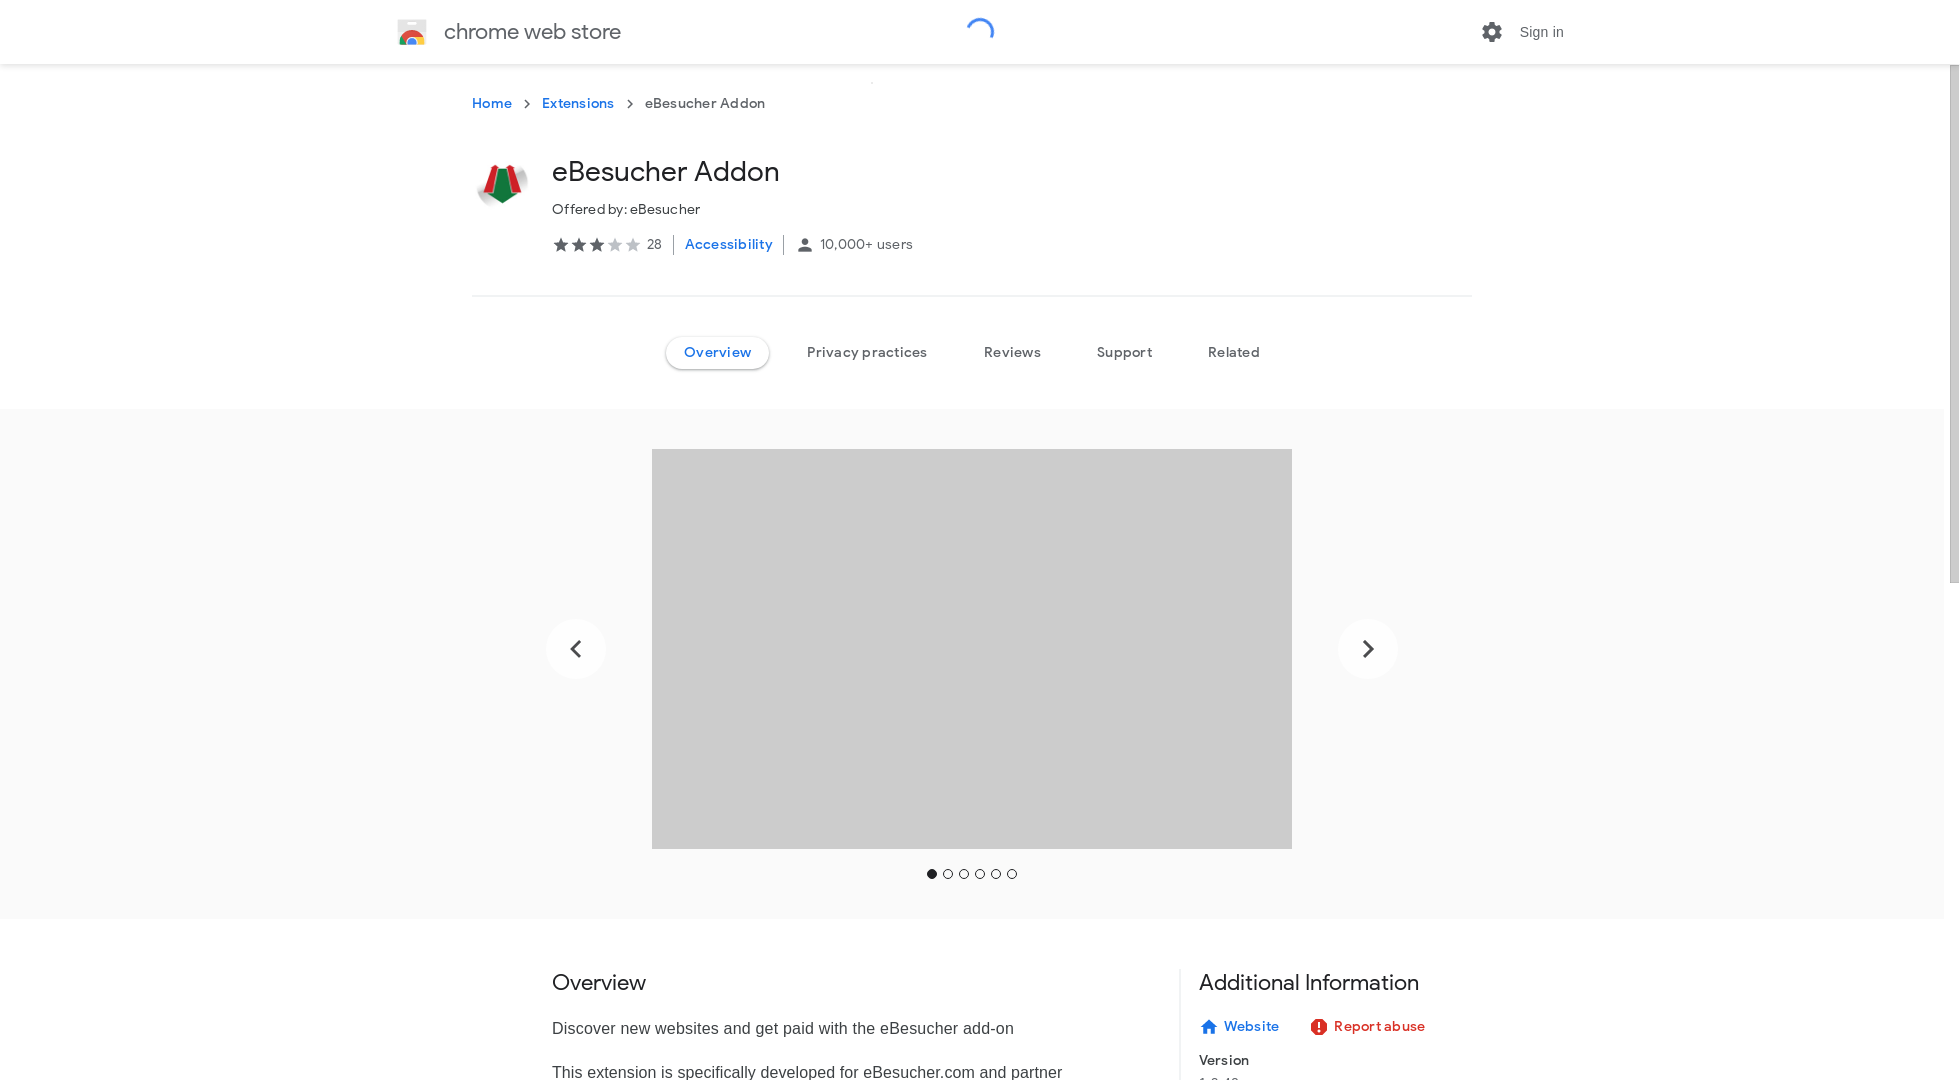 chrome web store
Sign in
Home
Extensions
eBesucher Addon
eBesucher Addon
Offered by: eBesucher
28
Accessibility
10,000+ users
Overview
Privacy practices
Reviews
Support
Related
Overview
Discover new websites and get paid with the eBesucher add-on
This extension is specifically developed for eBesucher.com and partner
Additional Information
Website
Report abuse
Version